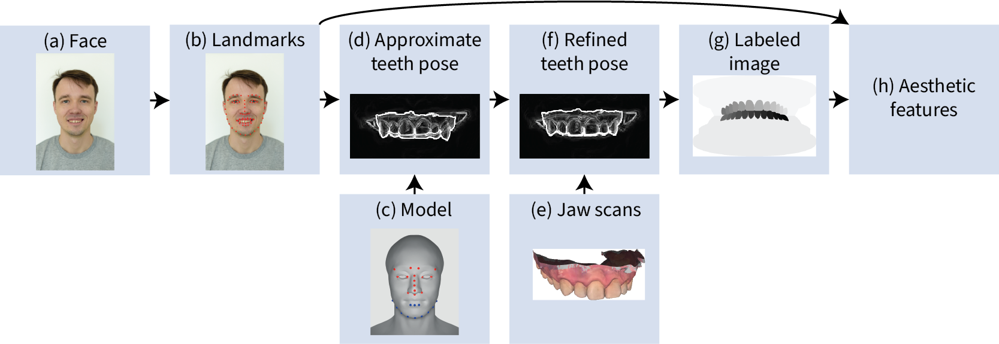 (a) Face
(b) Landmarks
(d) Approximate
teeth pose
(f) Refined
teeth pose
(g) Labeled
image
(h) Aesthetic
features
(c) Model
(e) Jaw scans